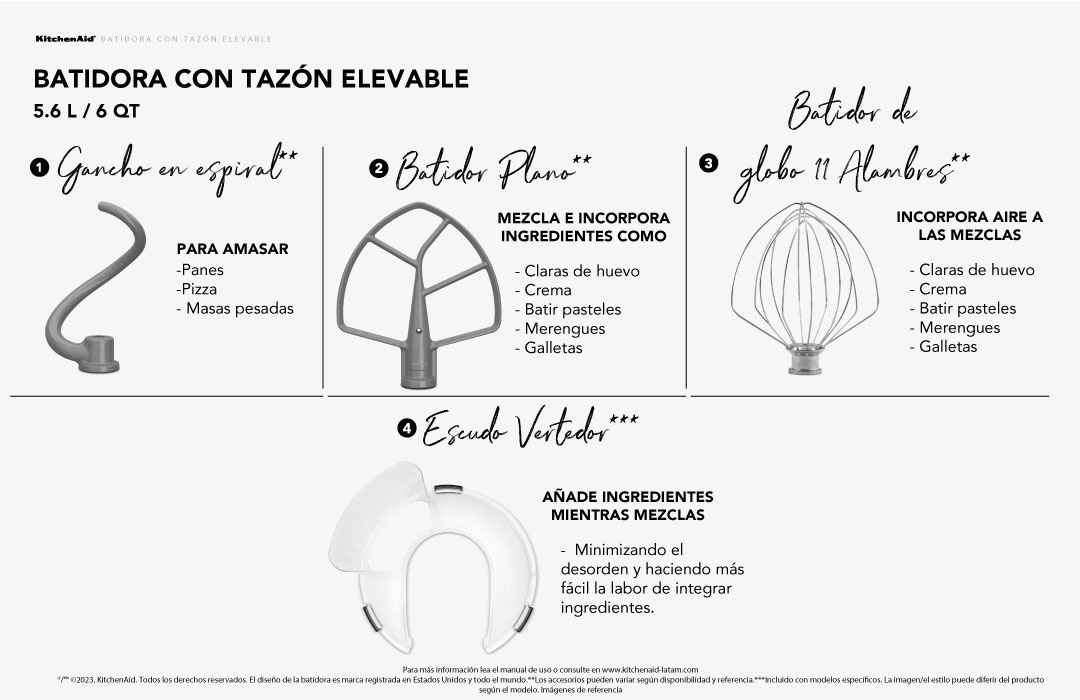 KitchenAid® BATIDORA CON TAZÓN ELEVABLE
BATIDORA CON TAZÓN ELEVABLE
5.6 L / 6 QT
1 Gancho en espiral**
PARA AMASAR
-Panes
-Pizza
- Masas pesadas
2 Batidor Plano**
MEZCLA E INCORPORA
INGREDIENTES COMO
- Claras de huevo
- Crema
- Batir pasteles
- Merengues
- Galletas
Batidor de
3 globo 11 Alambres**
INCORPORA AIRE A
LAS MEZCLAS
- Claras de huevo
- Crema
- Batir pasteles
- Merengues
- Galletas
4 Escudo Vertedor***
AÑADE INGREDIENTES
MIENTRAS MEZCLAS
- Minimizando el
desorden y haciendo más
fácil la labor de integrar
ingredientes.
Para más información lea el manual de uso o consulte en www.kitchenaid-latam.com
®/™ ©2023. KitchenAid. Todos los derechos reservados. El diseño de la batidora es marca registrada en Estados Unidos y todo el mundo.**Los accesorios pueden variar según disponibilidad y referencia.***Incluido con modelos específicos. La imagen/el estilo puede diferir del producto
según el modelo. Imágenes de referencia